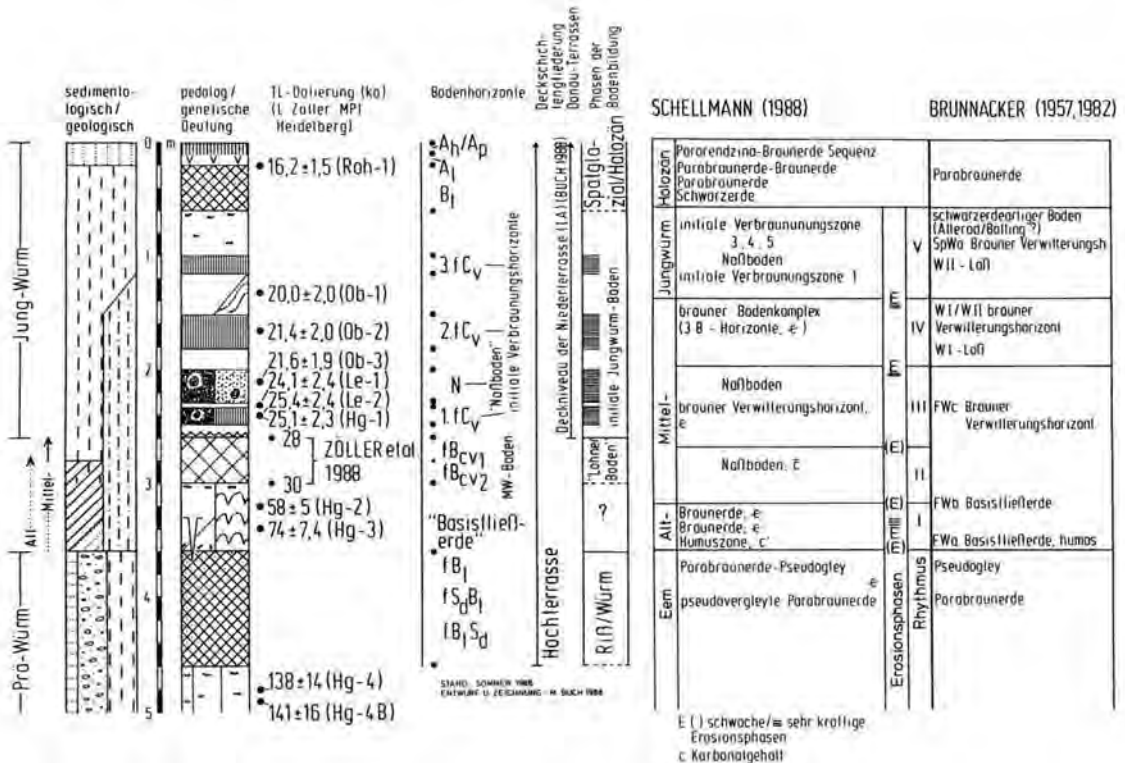 sedimento-
logisch/
geologisch
pedolog/
genetische
Deutung
TL-Datierung (ka)
(L Zöller MPI
Heidelberg)
Bodenhorizonte
Deckschich-
tengliederung
Donau-Terrassen
Phasen der
Bodenbildung
Jung-Würm
Alt-
Mittel-
Prä-Würm
0 m
1
2
3
4
5
16,2±1,5 (Roh-1)
20,0±2,0 (Ob-1)
21,4±2,0 (Ob-2)
21,6±1,9 (Ob-3)
24,1±2,4 (Le-1)
25,4±2,4 (Le-2)
25,1±2,3 (Hg-1)
28
ZÖLLER et al
1988
30
58±5 (Hg-2)
74±7,4 (Hg-3)
138±14 (Hg-4)
141±16 (Hg-4B)
Ah/Ap
Al
Bt
3.fCv
2.fCv
N
1.fCv
"Naßboden"
initiale Verbraunungshorizonte
fBcv1
fBcv2
MW-Boden
"Basisfließ-
erde"
fBt
fSdBt
fBtSd
STAND: SOMMER 1988
ENTWURF U. ZEICHNUNG: M. BUCH 1988
Deckniveau der Niederterrasse (1.A) (BUCH 1988)
Hochterrasse
Spätgla-
zial/Holozän
initiale Jungwürm-Böden
"Lohner
Boden"
?
Riß/Würm
SCHELLMANN (1988)
BRUNNACKER (1957,1982)
Holozän
Pararendzina-Braunerde Sequenz
Parabraunerde-Braunerde
Parabraunerde
Schwarzerde
Parabraunerde
Jungwürm
initiale Verbraununungszone
3, 4, 5
Naßboden
initiale Verbraunungszone 1
V
schwarzerdeartiger Boden
(Alleröd/Bölling ?)
SpWa Brauner Verwitterungsh
WII - Löß
Mittel-
brauner Bodenkomplex
(3 B - Horizonte, c)
IV
WI/WII brauner
Verwitterungshorizont
WI-Löß
Naßboden
brauner Verwitterungshorizont,
c
III
FWc Brauner
Verwitterungshorizont
Naßboden, c
(E)
II
Alt-
Braunerde, c
Braunerde, c
Humuszone, c
(E)
E
(E)
I
FWb Basisfließerde
FWa Basisfließerde, humos
Eem
Parabraunerde-Pseudogley
c
pseudovergleyte Parabraunerde
Pseudogley
Parabraunerde
Erosionsphasen
Rhythmus
E ( ) schwache/≡ sehr kräftige
Erosionsphasen
c Karbonatgehalt